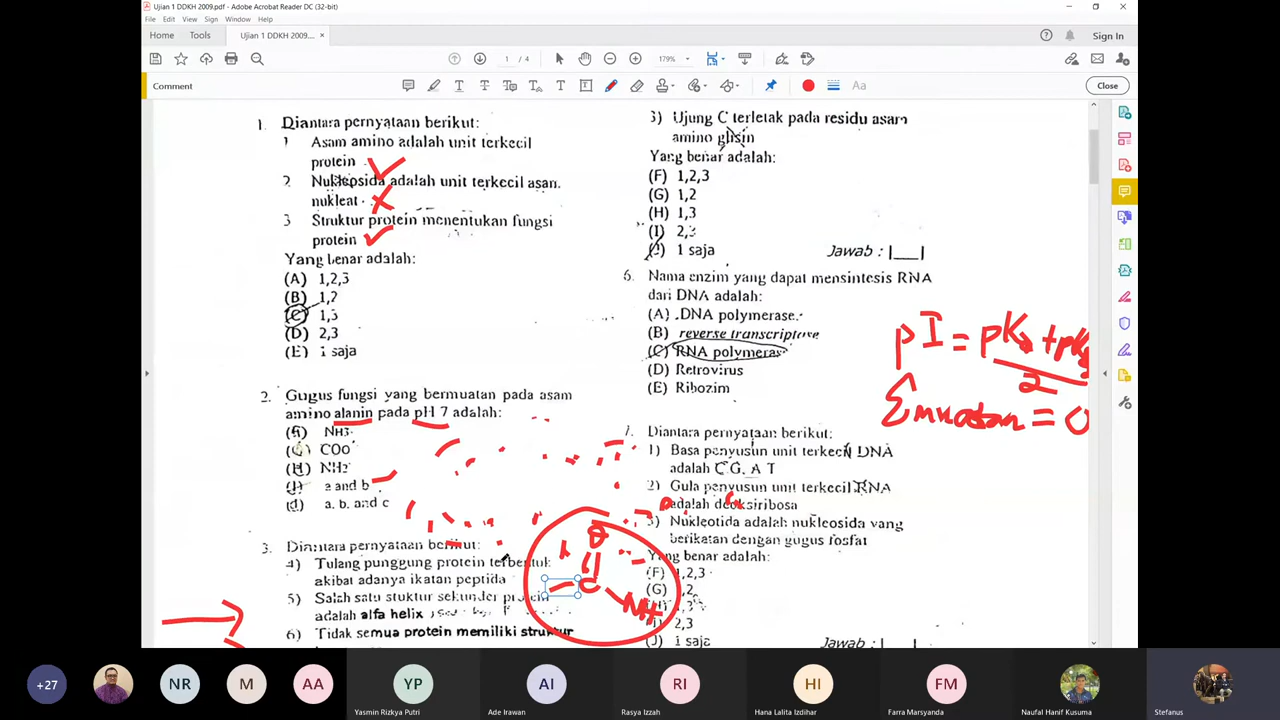 Ujian 1 DDKH 2009.pdf - Adobe Acrobat Reader DC (32-bit)
File Edit View Sign Window Help
Home Tools Ujian 1 DDKH 2009.... × Sign In
1 / 4 179%
Comment Close
1. Diantara pernyataan berikut:
1 Asam amino adalah unit terkecil
protein
2 Nukleosida adalah unit terkecil asam
nukleat
3 Struktur protein menentukan fungsi
protein
Yang benar adalah:
(A) 1,2,3
(B) 1,2
(C) 1,3
(D) 2,3
(E) 1 saja
2. Gugus fungsi yang bermuatan pada asam
amino alanin pada pH 7 adalah:
NH3
COO
NH2
a and b
a. b. and c
3. Diantara pernyataan berikut:
4) Tulang punggung protein terbentuk
akibat adanya ikatan peptida
5) Salah satu stuktur sekunder protein
adalah alfa helix
6) Tidak semua protein memiliki struktur
3) Ujung C terletak pada residu asam
amino glisin
Yang benar adalah:
(F) 1,2,3
(G) 1,2
(H) 1,3
(I) 2,3
1 saja
Jawab : |___|
6. Nama enzim yang dapat mensintesis RNA
dari DNA adalah:
(A) DNA polymerase
(B) reverse transcriptase
(C) RNA polymerase
(D) Retrovirus
(E) Ribozim
7. Diantara pernyataan berikut:
1) Basa penyusun unit terkecil DNA
adalah C G, A T
2) Gula penyusun unit terkecil RNA
adalah deoksiribosa
3) Nukleotida adalah nukleosida yang
berikatan dengan gugus fosfat
Yang benar adalah:
(F) 1,2,3
(G) 1,2
2,3
(J) 1 saja
Jawab : |___|
pI = pK
2
Σmuatan = 0
O
C
NH
+27 NR M AA YP AI RI HI FM
Yasmin Rizkya Putri Ade Irawan Rasya Izzah Hana Lalita Izdihar Farra Marsyanda Naufal Hanif Kusuma Stefanus